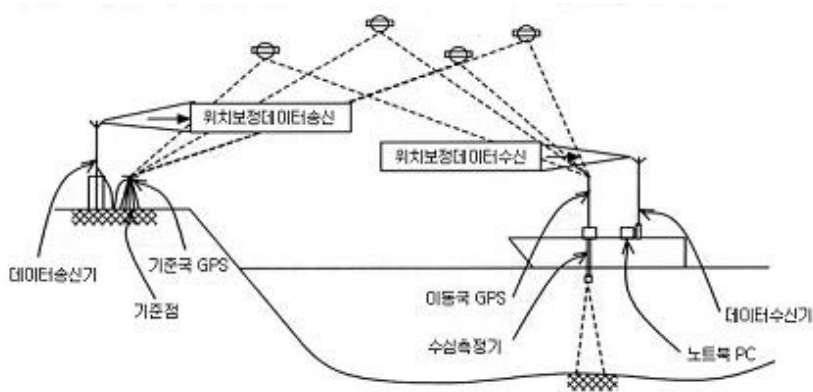 위치보정데이터송신
위치보정데이터수신
데이터송신기
기준국 GPS
기준점
이동국 GPS
수심측정기
데이터수신기
노트북 PC